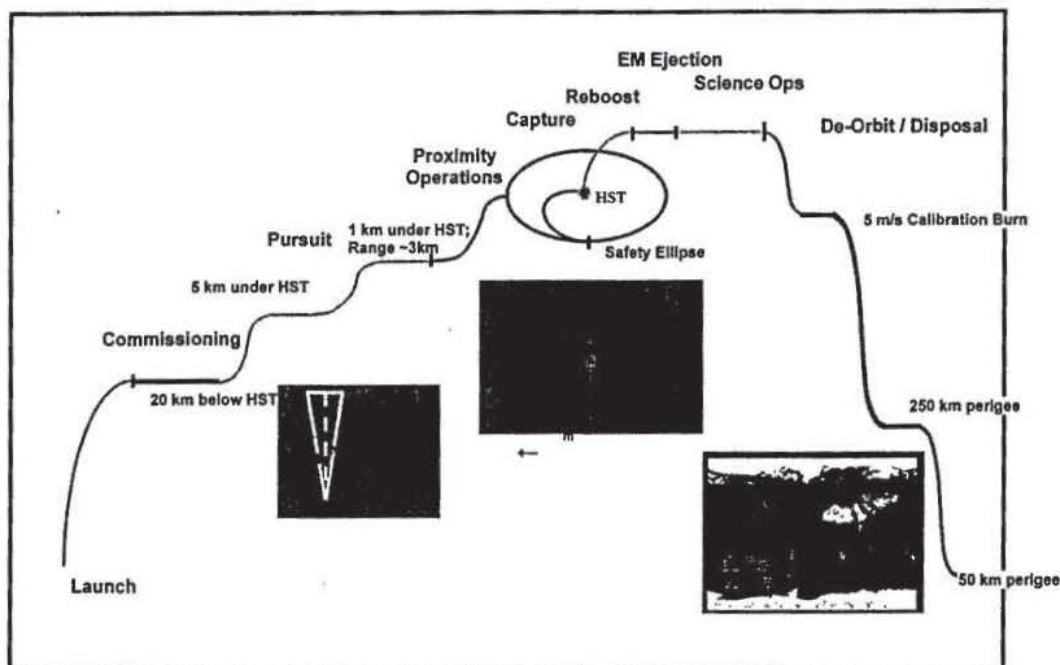 EM Ejection
Science Ops
Reboost
Capture
De-Orbit / Disposal
Proximity
Operations
HST
1 km under HST;
Range ~3km
5 m/s Calibration Burn
Pursuit
Safety Ellipse
5 km under HST
Commissioning
20 km below HST
250 km perigee
m
←
Launch
50 km perigee